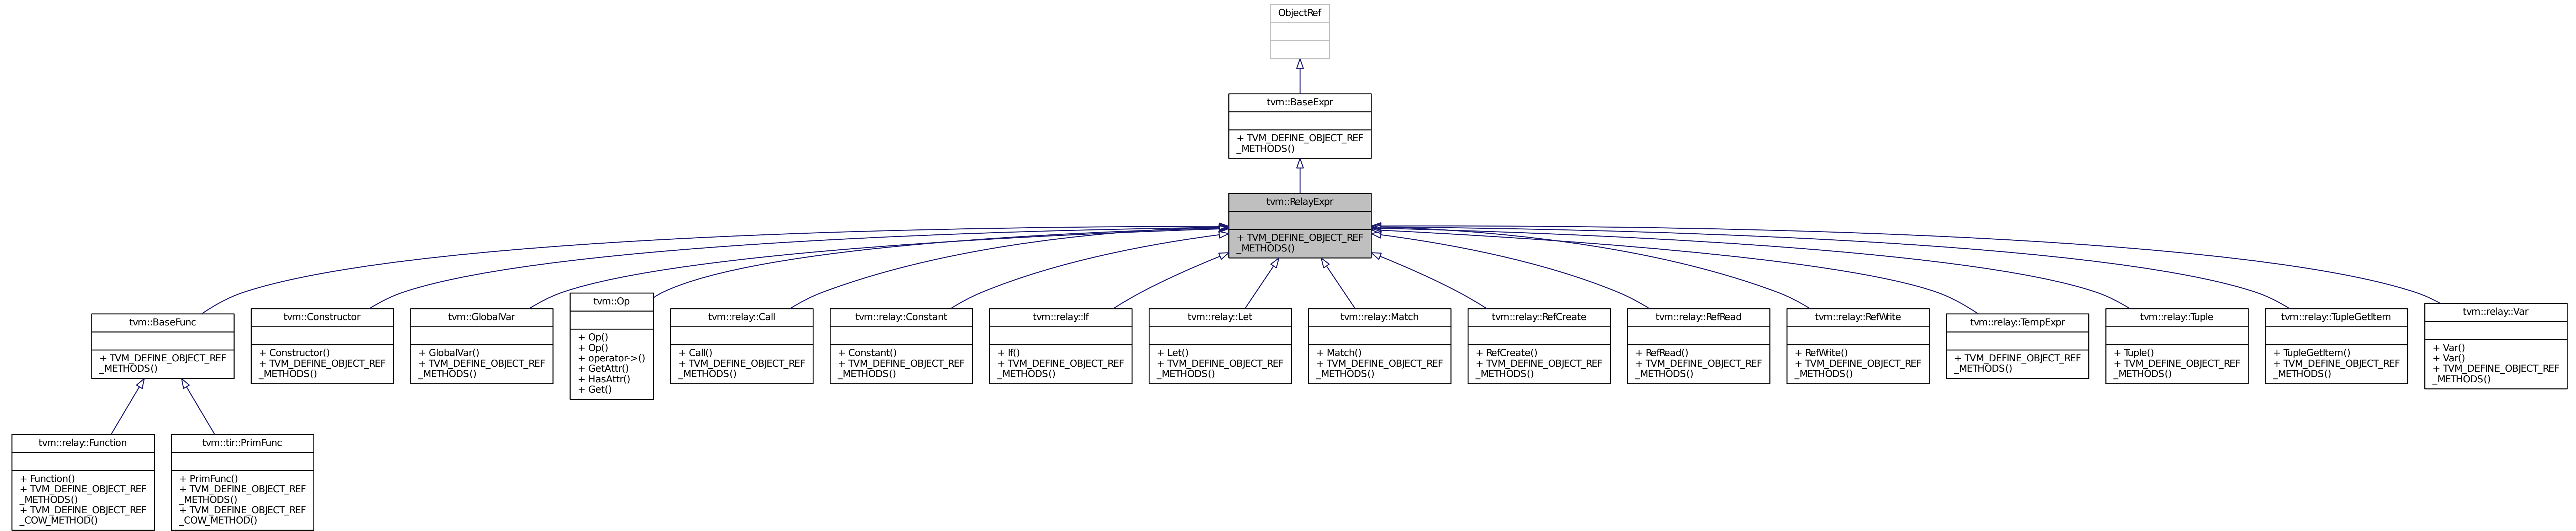 ObjectRef
tvm::BaseExpr
+ TVM_DEFINE_OBJECT_REF
_METHODS()
tvm::RelayExpr
+ TVM_DEFINE_OBJECT_REF
_METHODS()
tvm::BaseFunc
+ TVM_DEFINE_OBJECT_REF
_METHODS()
tvm::Constructor
+ Constructor()
+ TVM_DEFINE_OBJECT_REF
_METHODS()
tvm::GlobalVar
+ GlobalVar()
+ TVM_DEFINE_OBJECT_REF
_METHODS()
tvm::Op
+ Op()
+ Op()
+ operator->()
+ GetAttr()
+ HasAttr()
+ Get()
tvm::relay::Call
+ Call()
+ TVM_DEFINE_OBJECT_REF
_METHODS()
tvm::relay::Constant
+ Constant()
+ TVM_DEFINE_OBJECT_REF
_METHODS()
tvm::relay::If
+ If()
+ TVM_DEFINE_OBJECT_REF
_METHODS()
tvm::relay::Let
+ Let()
+ TVM_DEFINE_OBJECT_REF
_METHODS()
tvm::relay::Match
+ Match()
+ TVM_DEFINE_OBJECT_REF
_METHODS()
tvm::relay::RefCreate
+ RefCreate()
+ TVM_DEFINE_OBJECT_REF
_METHODS()
tvm::relay::RefRead
+ RefRead()
+ TVM_DEFINE_OBJECT_REF
_METHODS()
tvm::relay::RefWrite
+ RefWrite()
+ TVM_DEFINE_OBJECT_REF
_METHODS()
tvm::relay::TempExpr
+ TVM_DEFINE_OBJECT_REF
_METHODS()
tvm::relay::Tuple
+ Tuple()
+ TVM_DEFINE_OBJECT_REF
_METHODS()
tvm::relay::TupleGetItem
+ TupleGetItem()
+ TVM_DEFINE_OBJECT_REF
_METHODS()
tvm::relay::Var
+ Var()
+ Var()
+ TVM_DEFINE_OBJECT_REF
_METHODS()
tvm::relay::Function
+ Function()
+ TVM_DEFINE_OBJECT_REF
_METHODS()
+ TVM_DEFINE_OBJECT_REF
_COW_METHOD()
tvm::tir::PrimFunc
+ PrimFunc()
+ TVM_DEFINE_OBJECT_REF
_METHODS()
+ TVM_DEFINE_OBJECT_REF
_COW_METHOD()